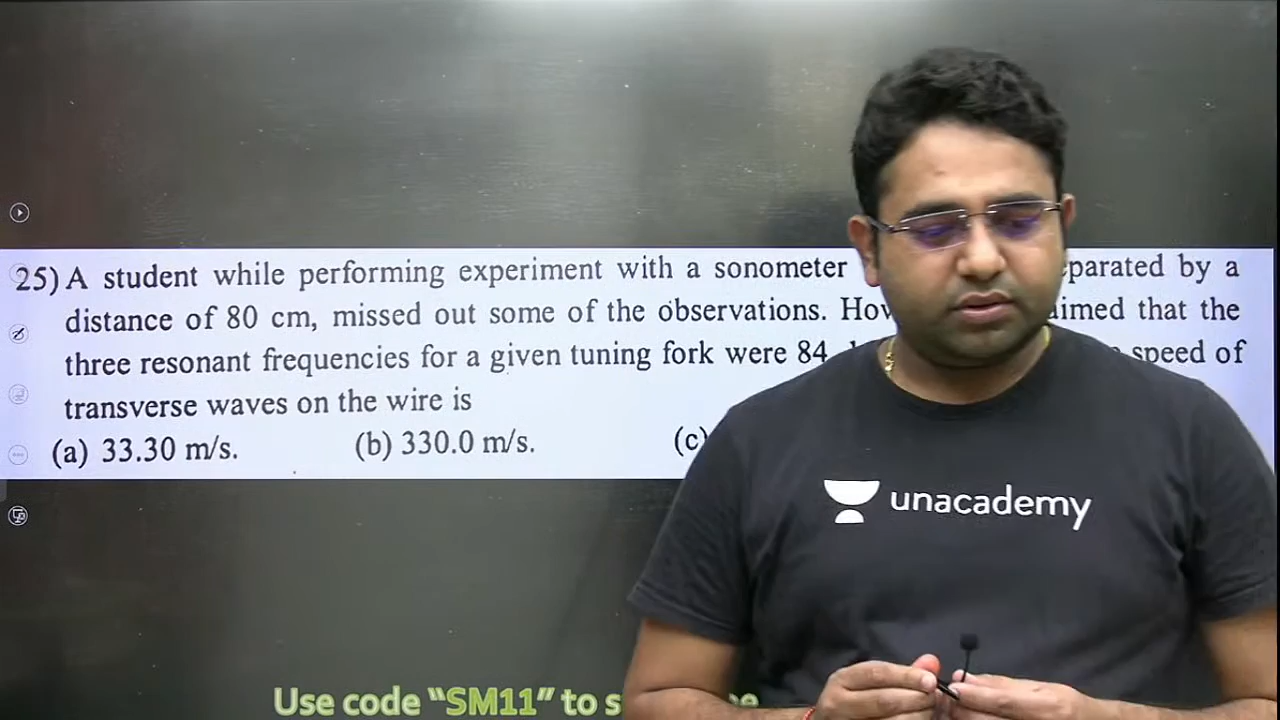 25) A student while performing experiment with a sonometer eparated by a
distance of 80 cm, missed out some of the observations. How aimed that the
three resonant frequencies for a given tuning fork were 84, speed of
transverse waves on the wire is
(a) 33.30 m/s. (b) 330.0 m/s. (c)
unacademy
Use code "SM11" to s e